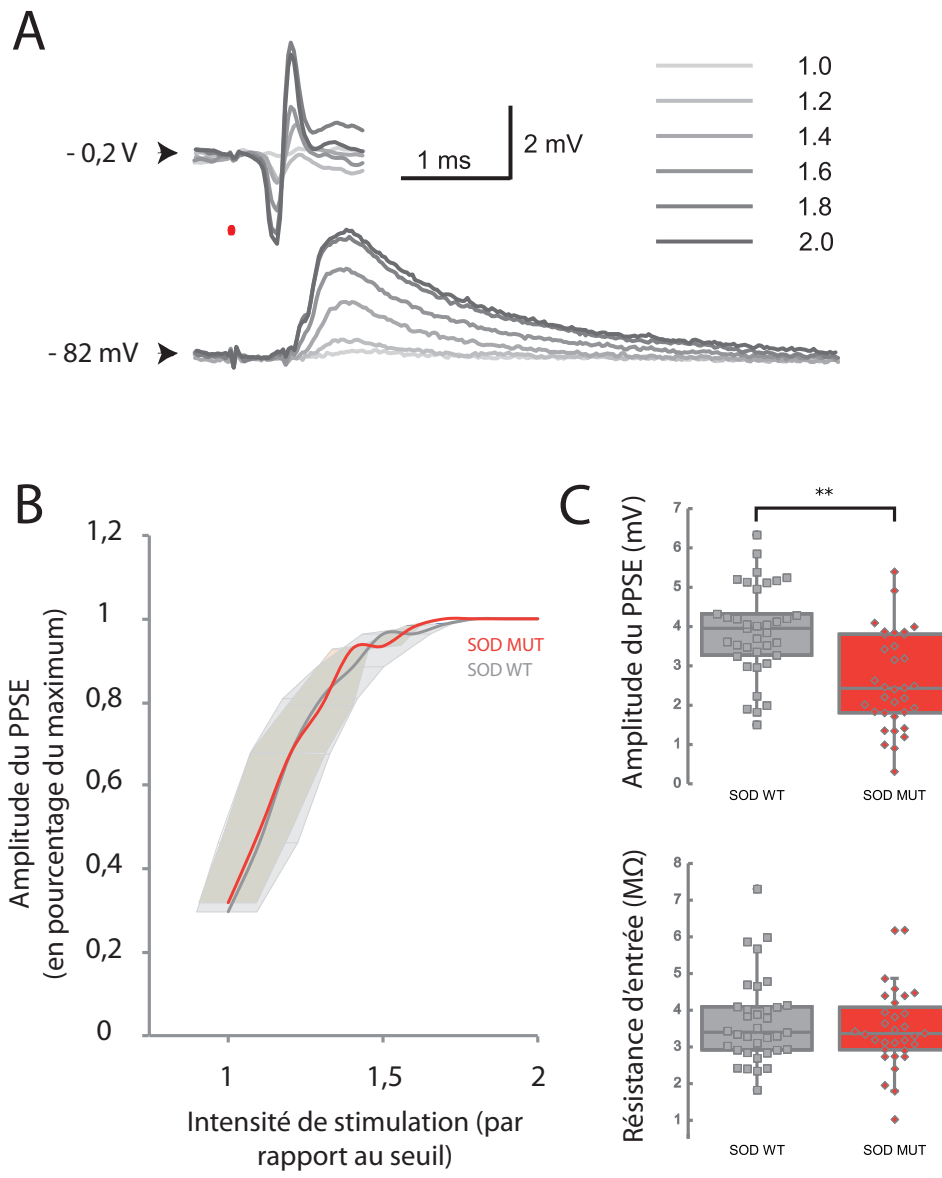 A
- 0,2 V
1 ms
2 mV
1.0
1.2
1.4
1.6
1.8
2.0
- 82 mV
B
Amplitude du PPSE
(en pourcentage du maximum)
1,2
1
0,8
0,6
0,4
0,2
0
SOD MUT
SOD WT
1
1,5
2
Intensité de stimulation (par
rapport au seuil)
C
Amplitude du PPSE (mV)
7
6
5
4
3
2
1
0
**
SOD WT
SOD MUT
Résistance d'entrée (MΩ)
8
7
6
5
4
3
2
1
SOD WT
SOD MUT